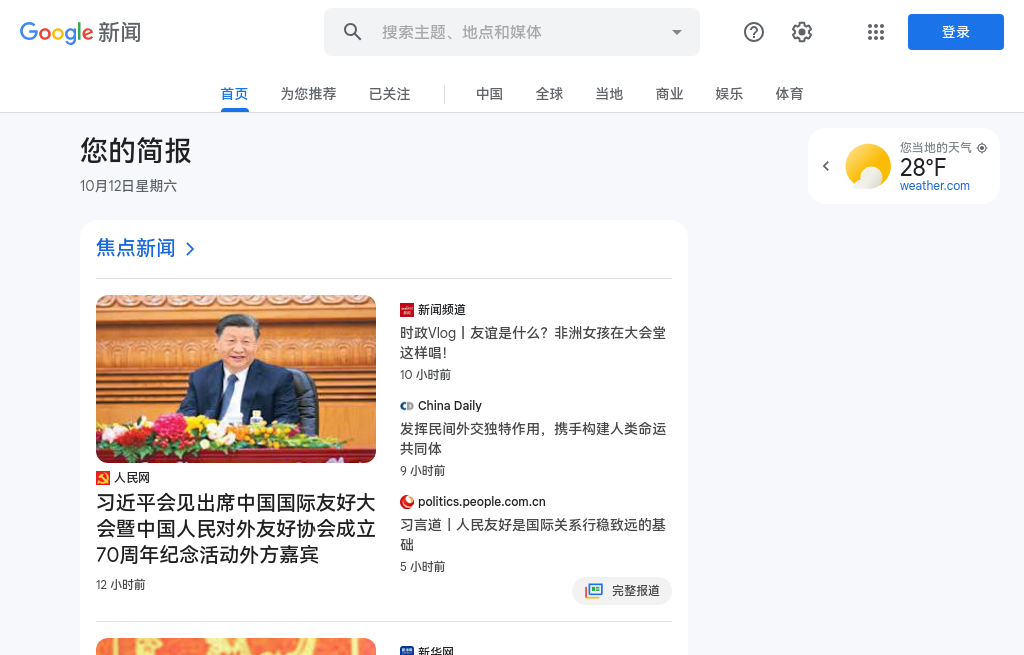 Google 新闻
搜索主题、地点和媒体
登录
首页
为您推荐
已关注
中国
全球
当地
商业
娱乐
体育
您的简报
10月12日星期六
您当地的天气
28°F
weather.com
焦点新闻
人民网
习近平会见出席中国国际友好大
会暨中国人民对外友好协会成立
70周年纪念活动外方嘉宾
12 小时前
新闻频道
时政Vlog丨友谊是什么？非洲女孩在大会堂
这样唱！
10 小时前
China Daily
发挥民间外交独特作用，携手构建人类命运
共同体
9 小时前
politics.people.com.cn
习言道丨人民友好是国际关系行稳致远的基
础
5 小时前
完整报道
新华网